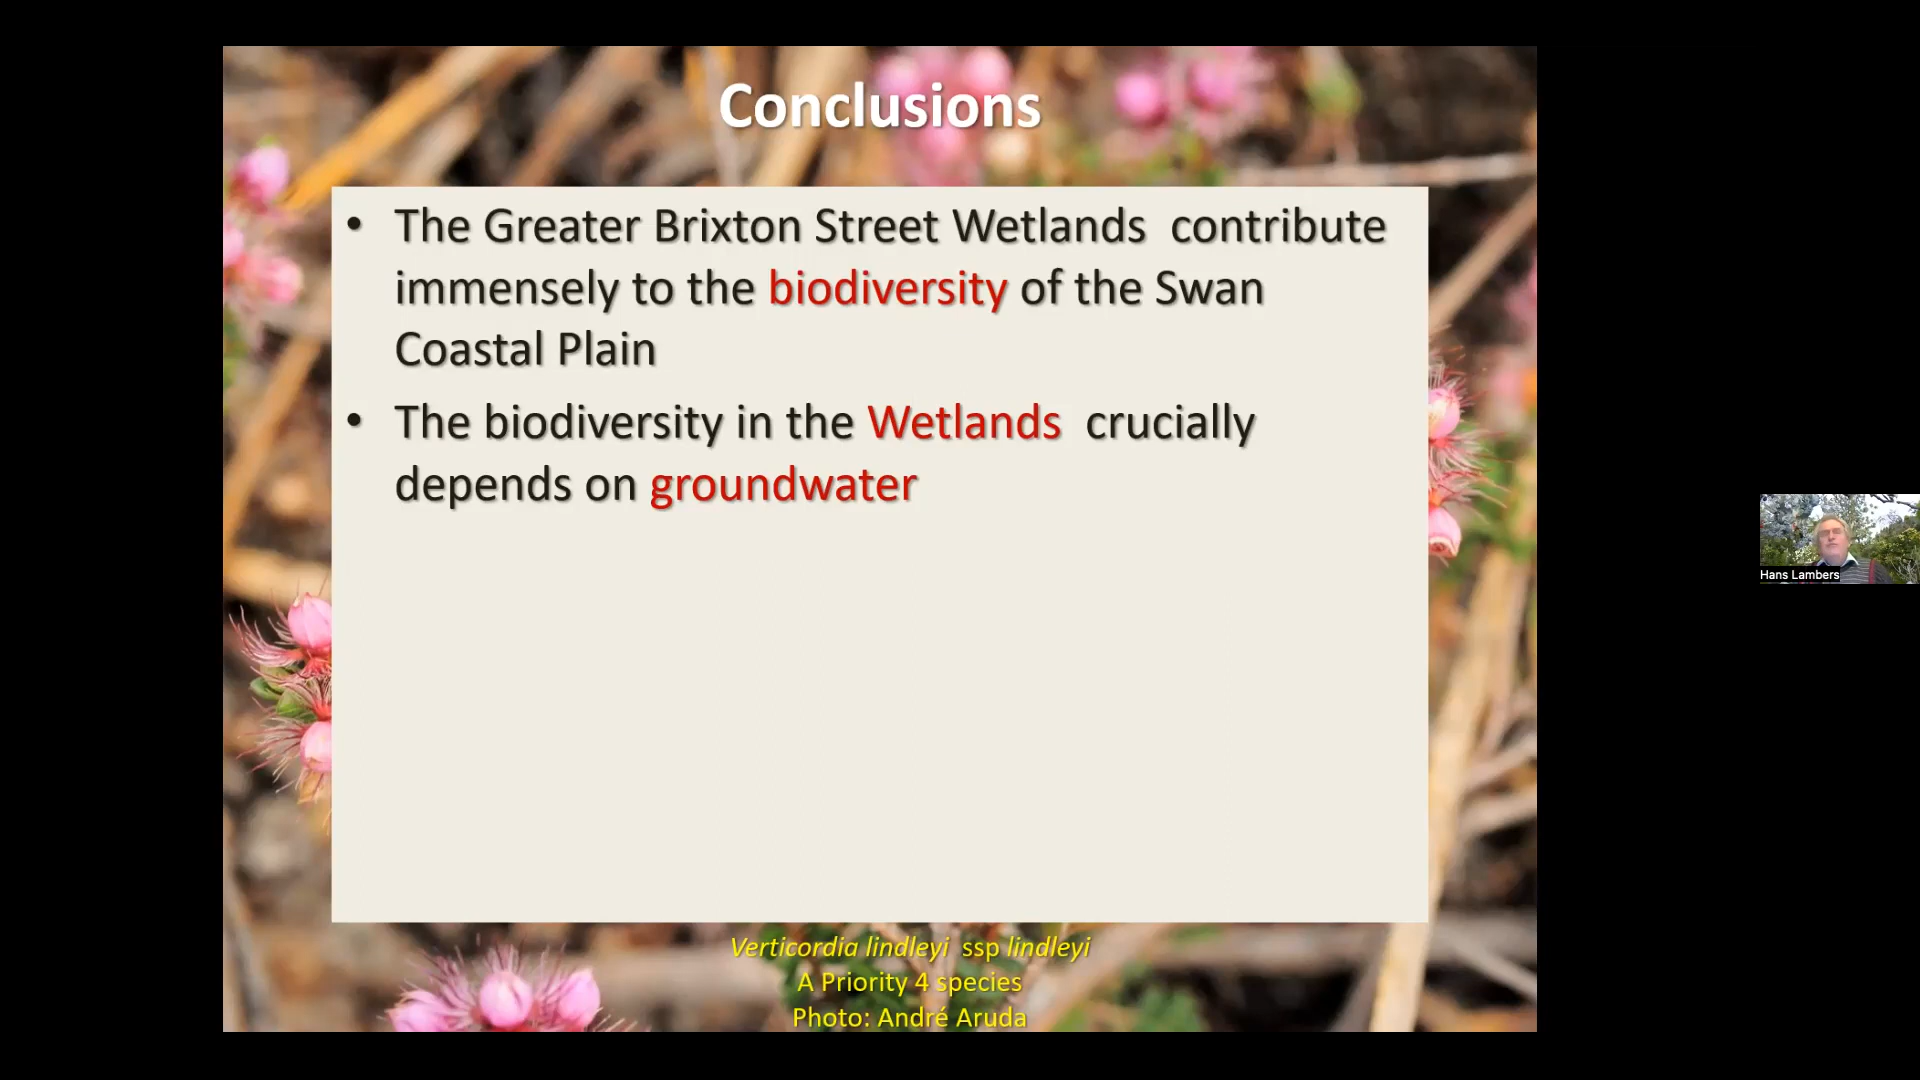 Conclusions
• The Greater Brixton Street Wetlands contribute
immensely to the biodiversity of the Swan
Coastal Plain
• The biodiversity in the Wetlands crucially
depends on groundwater
Hans Lambers
Verticordia lindleyi ssp lindleyi
A Priority 4 species
Photo: André Aruda